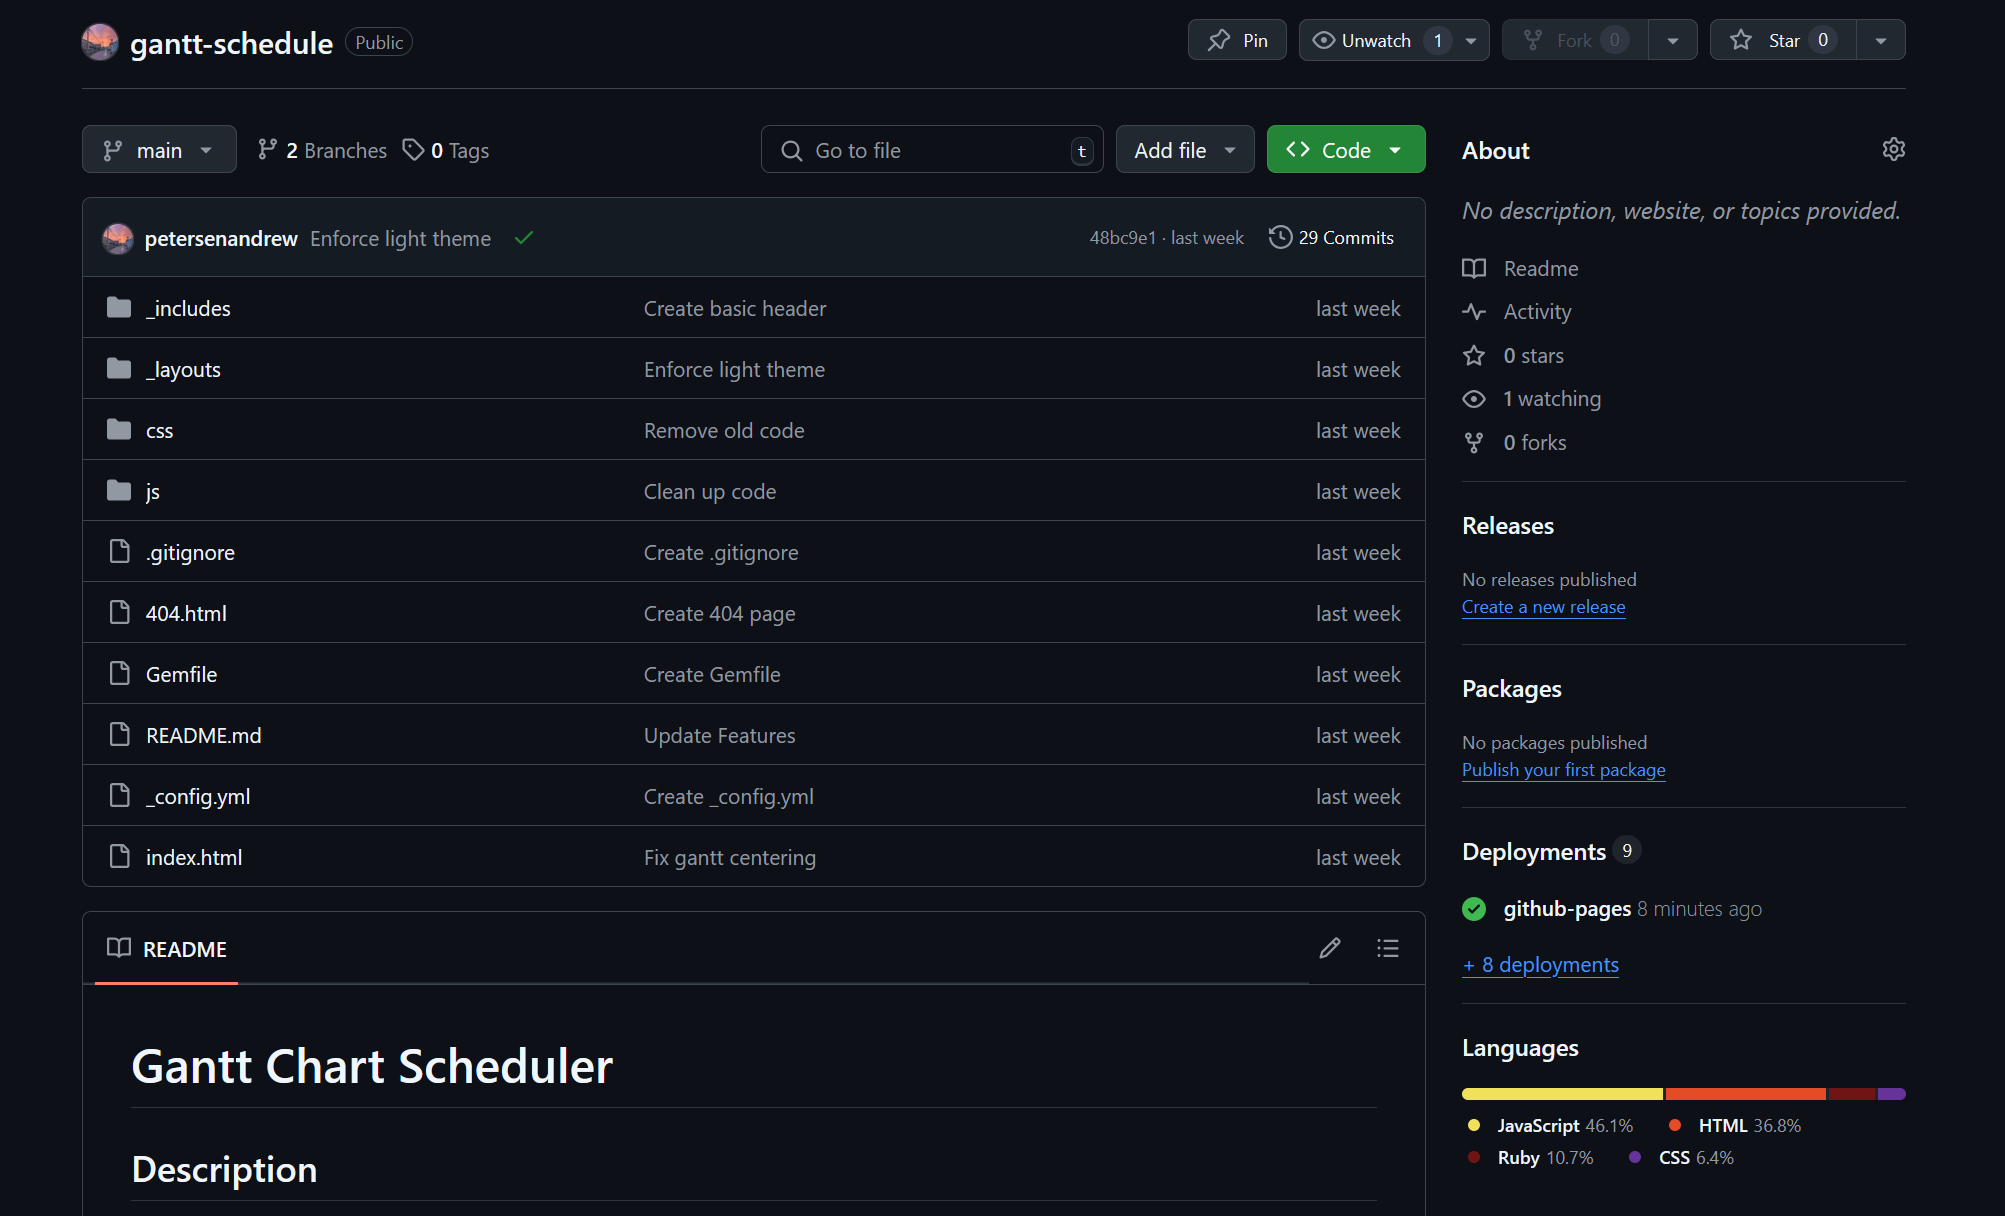 gantt-schedule Public Pin Unwatch 1 Fork 0 Star 0
main 2 Branches 0 Tags Go to file t Add file Code
petersenandrew Enforce light theme 48bc9e1 · last week 29 Commits
_includes Create basic header last week
_layouts Enforce light theme last week
css Remove old code last week
js Clean up code last week
.gitignore Create .gitignore last week
404.html Create 404 page last week
Gemfile Create Gemfile last week
README.md Update Features last week
_config.yml Create _config.yml last week
index.html Fix gantt centering last week
README
Gantt Chart Scheduler
Description
About
No description, website, or topics provided.
Readme
Activity
0 stars
1 watching
0 forks
Releases
No releases published
Create a new release
Packages
No packages published
Publish your first package
Deployments 9
github-pages 8 minutes ago
+ 8 deployments
Languages
JavaScript 46.1% HTML 36.8%
Ruby 10.7% CSS 6.4%